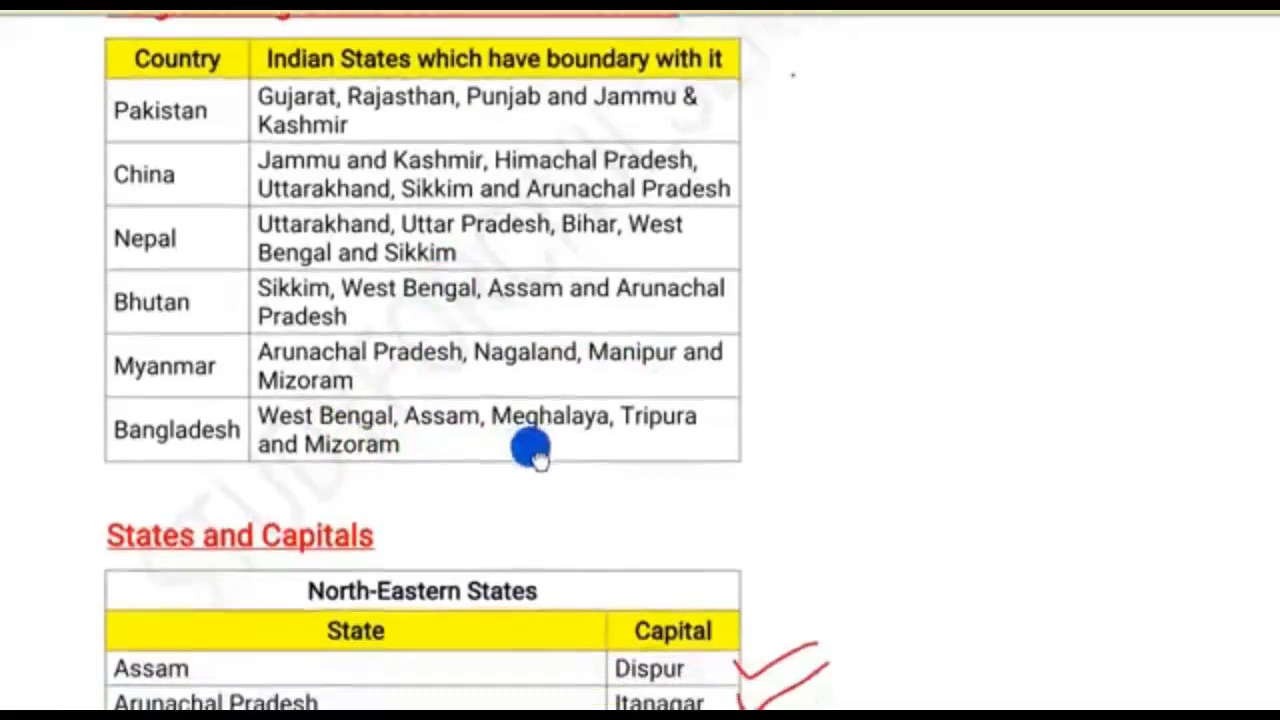 Country Indian States which have boundary with it
Pakistan Gujarat, Rajasthan, Punjab and Jammu &
Kashmir
China Jammu and Kashmir, Himachal Pradesh,
Uttarakhand, Sikkim and Arunachal Pradesh
Nepal Uttarakhand, Uttar Pradesh, Bihar, West
Bengal and Sikkim
Bhutan Sikkim, West Bengal, Assam and Arunachal
Pradesh
Myanmar Arunachal Pradesh, Nagaland, Manipur and
Mizoram
Bangladesh West Bengal, Assam, Meghalaya, Tripura
and Mizoram
States and Capitals
North-Eastern States
State Capital
Assam Dispur
Arunachal Pradesh Itanagar